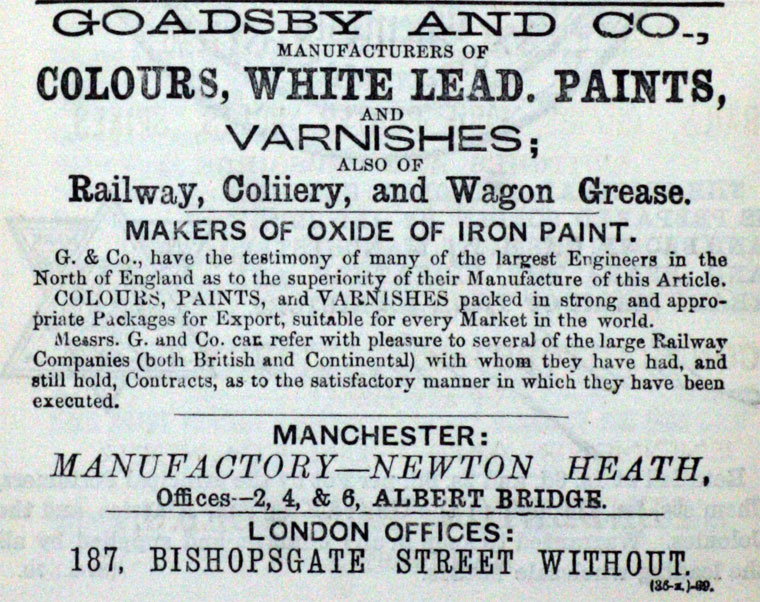 GOADSBY AND CO.,
MANUFACTURERS OF
COLOURS, WHITE LEAD. PAINTS,
AND
VARNISHES;
ALSO OF
Railway, Coliiery, and Wagon Grease.
MAKERS OF OXIDE OF IRON PAINT.
G. & Co., have the testimony of many of the largest Engineers in the
North of England as to the superiority of their Manufacture of this Article.
COLOURS, PAINTS, and VARNISHES packed in strong and appro-
priate Packages for Export, suitable for every Market in the world.
Messrs. G. and Co. can refer with pleasure to several of the large Railway
Companies (both British and Continental) with whom they have had, and
still hold, Contracts, as to the satisfactory manner in which they have been
executed.
MANCHESTER:
MANUFACTORY—NEWTON HEATH,
Offices--2, 4, & 6, ALBERT BRIDGE.
LONDON OFFICES:
187, BISHOPSGATE STREET WITHOUT.
(35-x.)-69.